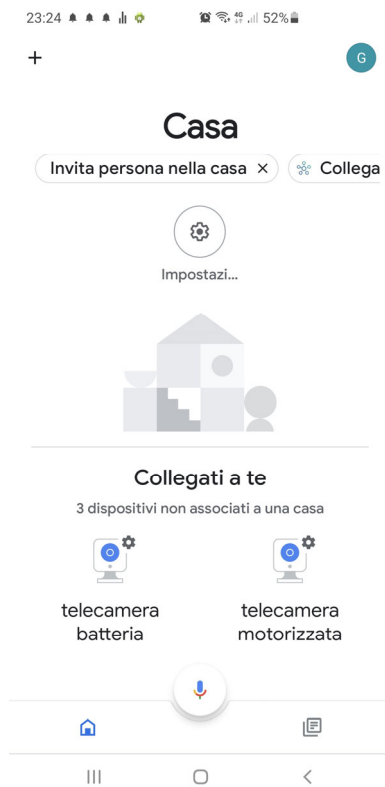 23:24 4G 52%
G
Casa
Invita persona nella casa
Collega
Impostazi...
Collegati a te
3 dispositivi non associati a una casa
telecamera batteria
telecamera motorizzata